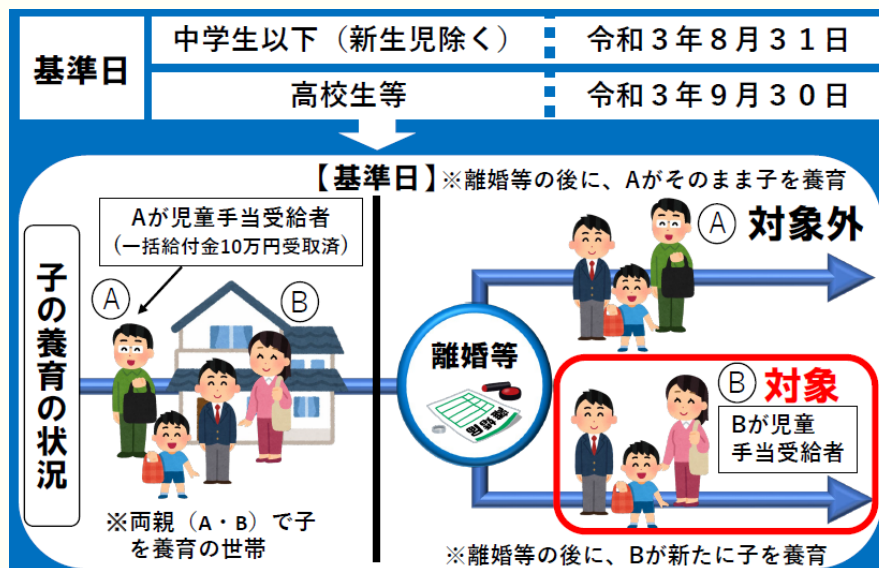 基準日
中学生以下（新生児除く）
令和３年８月３１日
高校生等
令和３年９月３０日
【基準日】
※離婚等の後に、Aがそのまま子を養育
Aが児童手当受給者
（一括給付金10万円受取済）
子の養育の状況
A
B
※両親（A・B）で子
を養育の世帯
離婚等
離婚届
A 対象外
B 対象
Bが児童
手当受給者
※離婚等の後に、Bが新たに子を養育